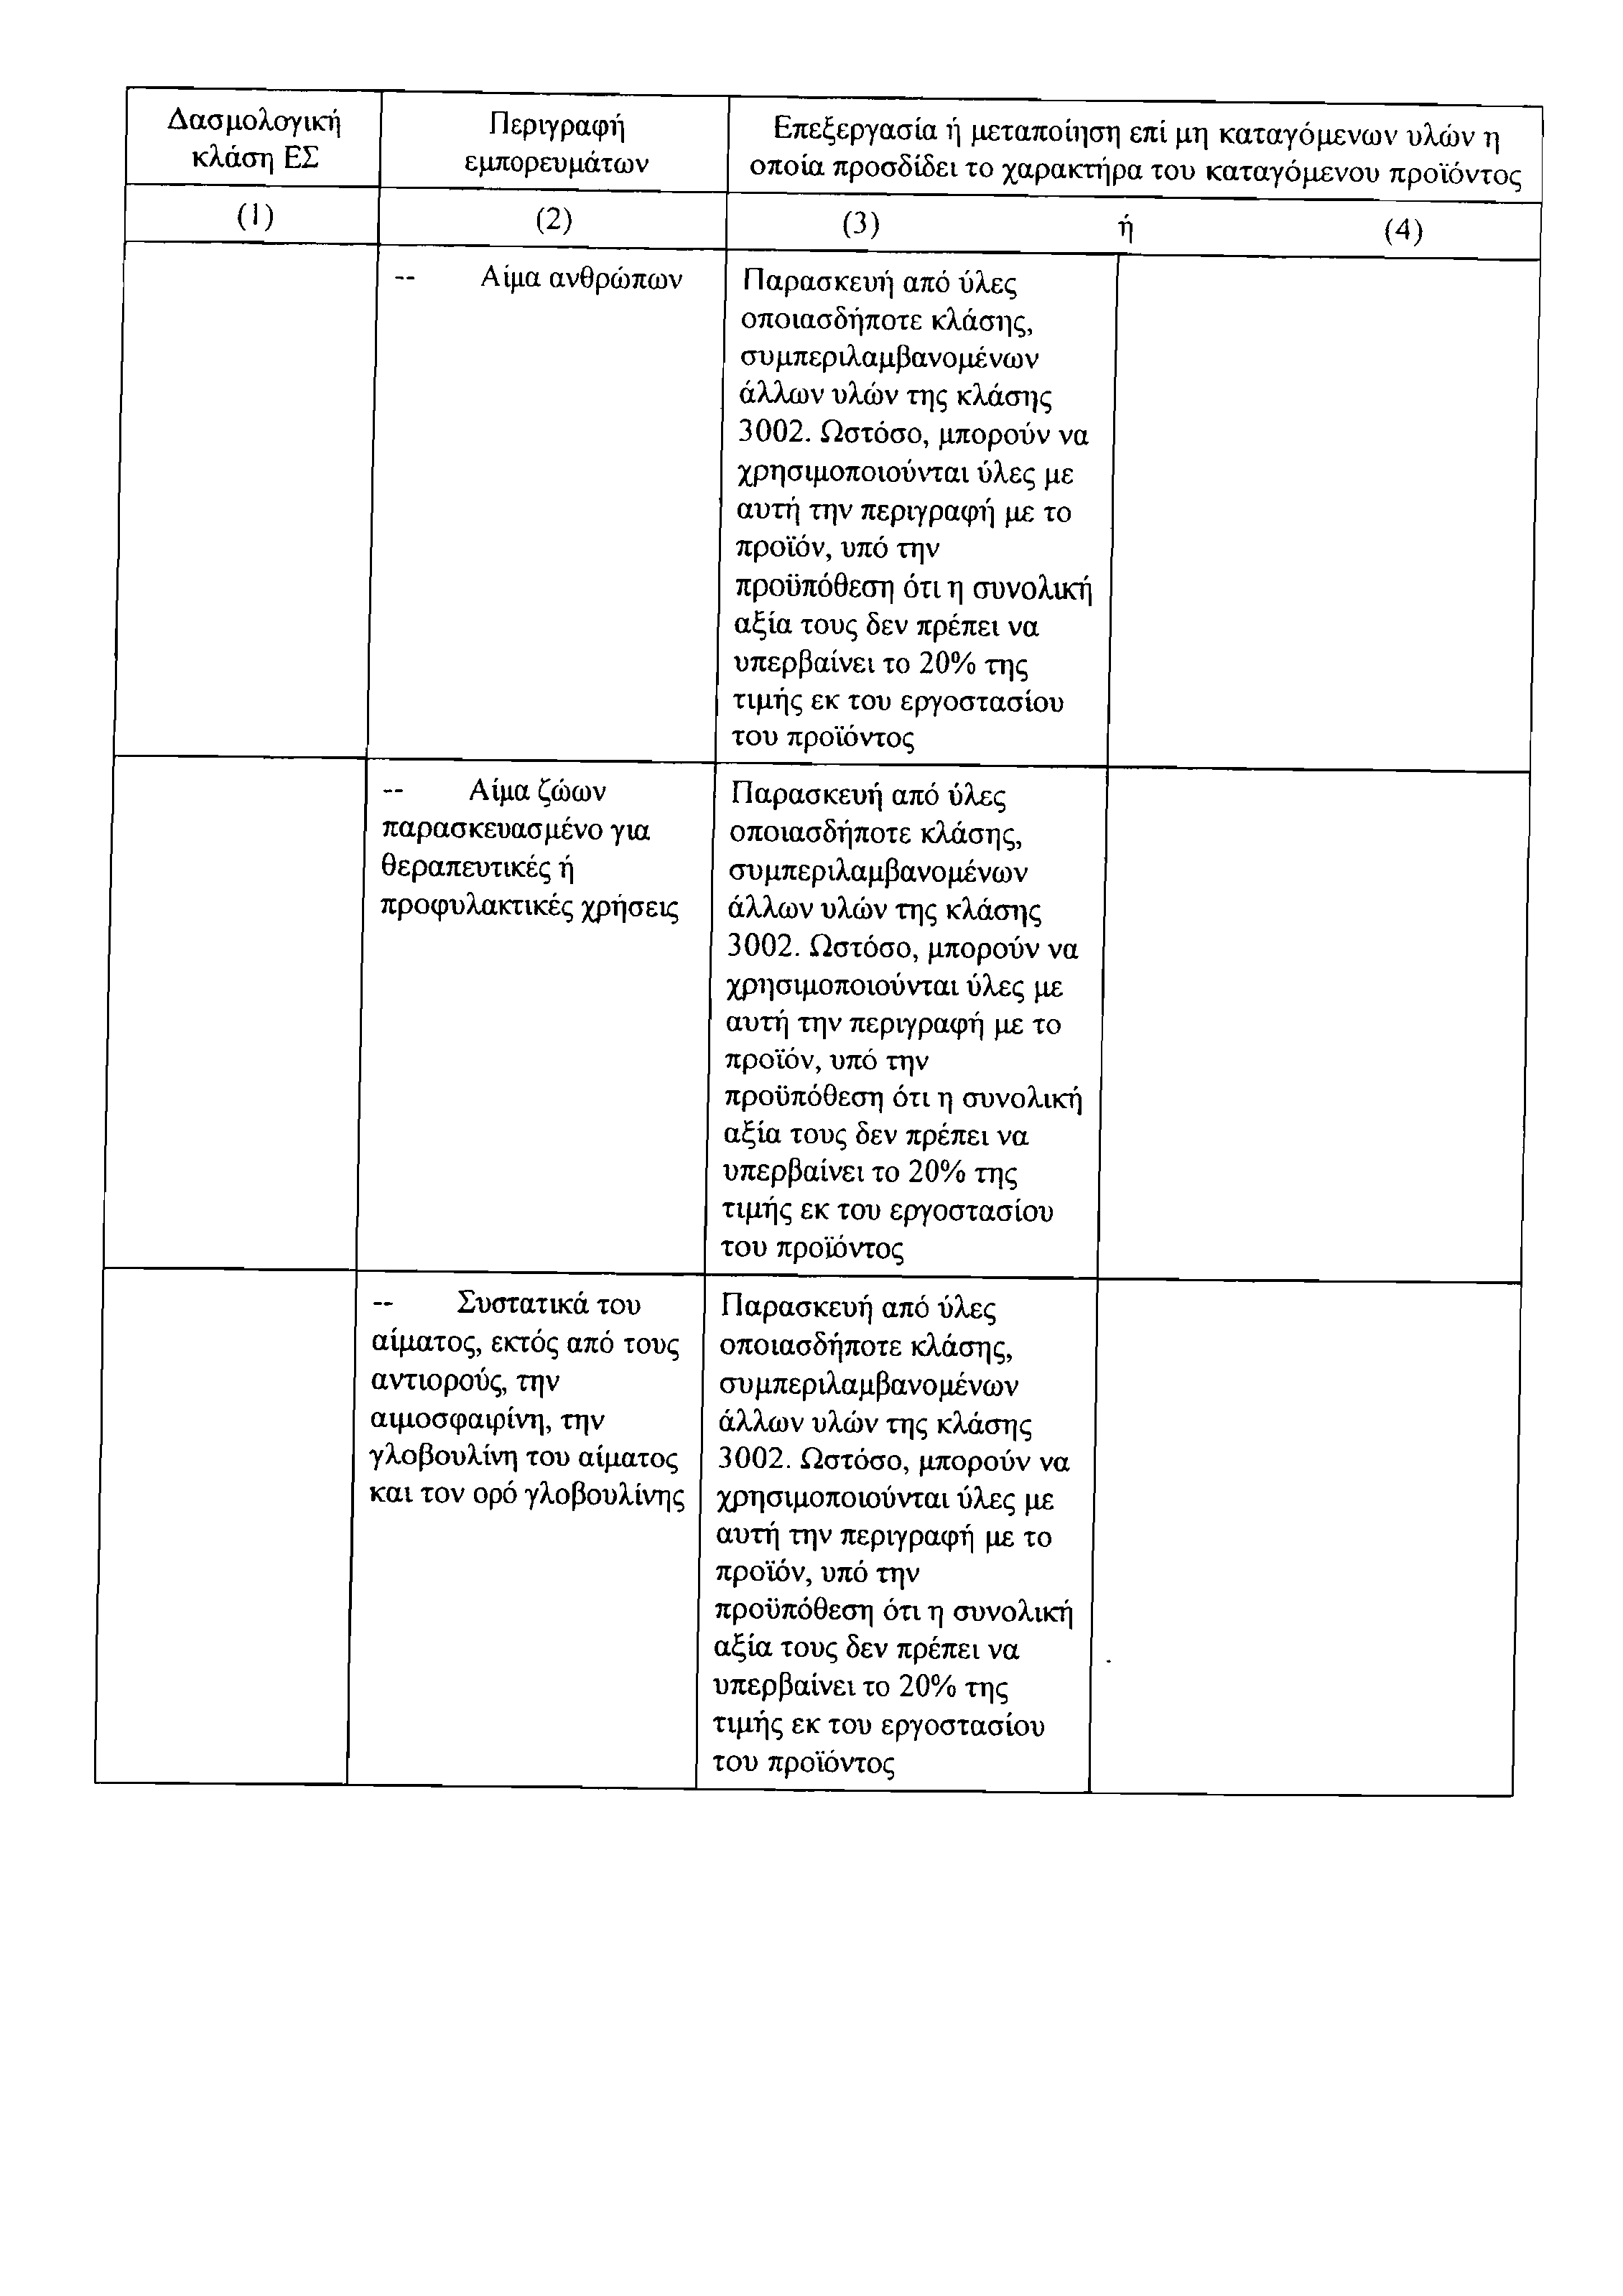 Δασμολογική
κλάση ΕΣ
Περιγραφή
εμπορευμάτων
Επεξεργασία ή μεταποίηση επί μη καταγόμενων υλών η
οποία προσδίδει το χαρακτήρα του καταγόμενου προϊόντος
(1)
(2)
(3) ή (4)
-- Αίμα ανθρώπων
Παρασκευή από ύλες
οποιασδήποτε κλάσης,
συμπεριλαμβανομένων
άλλων υλών της κλάσης
3002. Ωστόσο, μπορούν να
χρησιμοποιούνται ύλες με
αυτή την περιγραφή με το
προϊόν, υπό την
προϋπόθεση ότι η συνολική
αξία τους δεν πρέπει να
υπερβαίνει το 20% της
τιμής εκ του εργοστασίου
του προϊόντος
-- Αίμα ζώων
παρασκευασμένο για
θεραπευτικές ή
προφυλακτικές χρήσεις
Παρασκευή από ύλες
οποιασδήποτε κλάσης,
συμπεριλαμβανομένων
άλλων υλών της κλάσης
3002. Ωστόσο, μπορούν να
χρησιμοποιούνται ύλες με
αυτή την περιγραφή με το
προϊόν, υπό την
προϋπόθεση ότι η συνολική
αξία τους δεν πρέπει να
υπερβαίνει το 20% της
τιμής εκ του εργοστασίου
του προϊόντος
-- Συστατικά του
αίματος, εκτός από τους
αντιορούς, την
αιμοσφαιρίνη, την
γλοβουλίνη του αίματος
και τον ορό γλοβουλίνης
Παρασκευή από ύλες
οποιασδήποτε κλάσης,
συμπεριλαμβανομένων
άλλων υλών της κλάσης
3002. Ωστόσο, μπορούν να
χρησιμοποιούνται ύλες με
αυτή την περιγραφή με το
προϊόν, υπό την
προϋπόθεση ότι η συνολική
αξία τους δεν πρέπει να
υπερβαίνει το 20% της
τιμής εκ του εργοστασίου
του προϊόντος